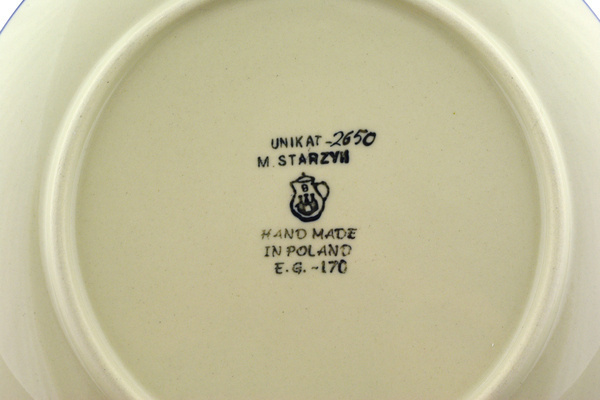 UNIKAT-2650
M. STARZYK
HAND MADE
IN POLAND
E.G.-170